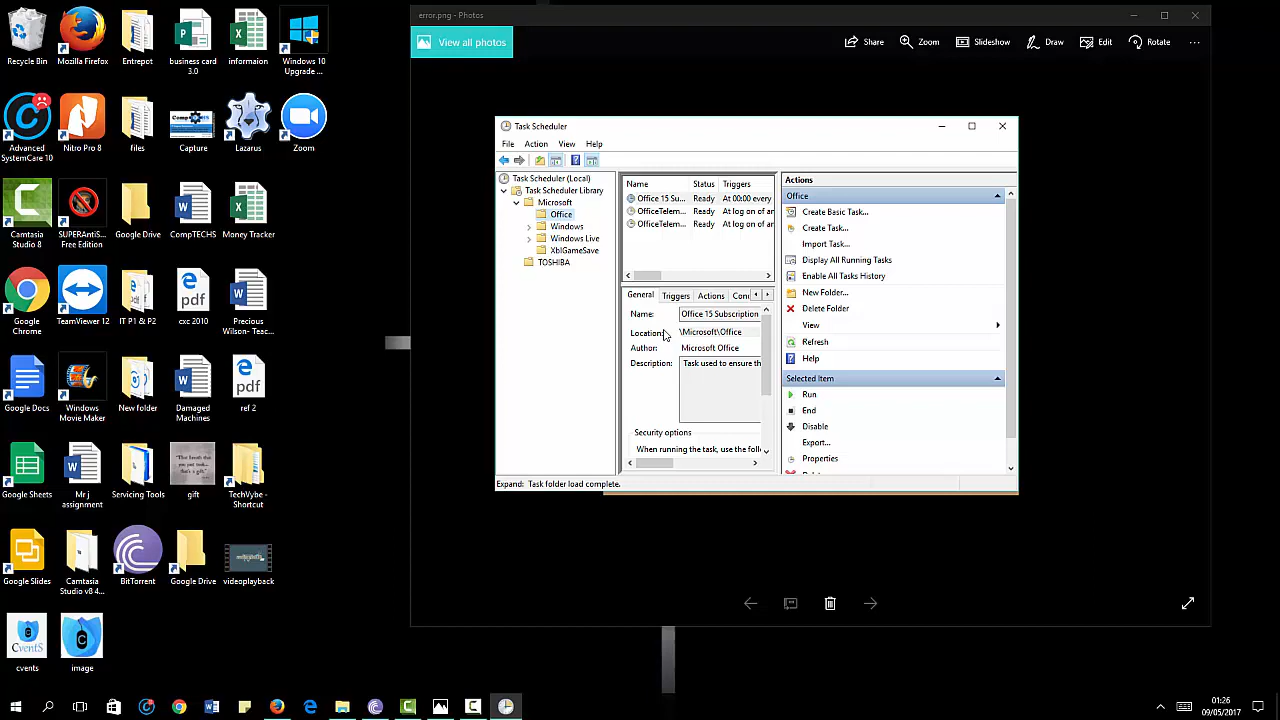 Recycle Bin
Mozilla Firefox
Entrepot
business card
3.0
informaion
Windows 10
Upgrade ...
Advanced
SystemCare 10
Nitro Pro 8
files
Capture
Lazarus
Zoom
Camtasia
Studio 8
SUPERAntiS...
Free Edition
Google Drive
CompTECHS
Money Tracker
Google
Chrome
TeamViewer 12
IT P1 & P2
cxc 2010
Precious
Wilson- Teac...
Google Docs
Windows
Movie Maker
New folder
Damaged
Machines
ref 2
Google Sheets
Mr j
assignment
Servicing Tools
gift
TechVybe -
Shortcut
Google Slides
Camtasia
Studio v8 4...
BitTorrent
Google Drive
videoplayback
cvents
image
error.png - Photos
View all photos
Share
Zoom
Slideshow
Draw
Edit
Rotate
Task Scheduler
File Action View Help
Task Scheduler (Local)
Task Scheduler Library
Microsoft
Office
Windows
Windows Live
XblGameSave
TOSHIBA
Name Status Triggers
Office 15 Su... Ready At 00:00 every
OfficeTelem... Ready At log on of ar
OfficeTelem... Ready At log on of ar
General Triggers Actions Con
Name: Office 15 Subscription
Location: \Microsoft\Office
Author: Microsoft Office
Description: Task used to ensure th
Security options
When running the task, use the foll
Actions
Office
Create Basic Task...
Create Task...
Import Task...
Display All Running Tasks
Enable All Tasks History
New Folder...
Delete Folder
View
Refresh
Help
Selected Item
Run
End
Disable
Export...
Properties
Expand: Task folder load complete.
01:26
09/05/2017